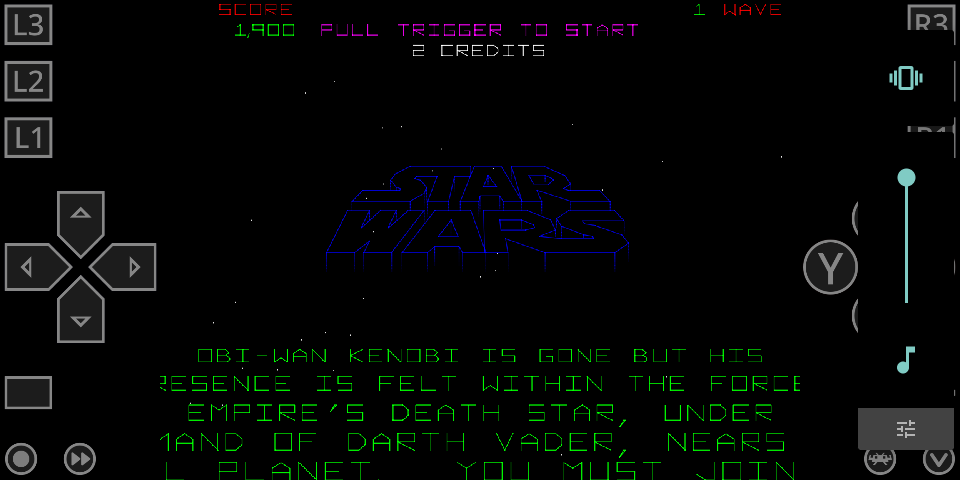 L3
SCORE
1 WAVE
R3
1,900 PULL TRIGGER TO START
2 CREDITS
L2
L1
STAR
WARS
Y
OBI-WAN KENOBI IS GONE BUT HIS
RESENCE IS FELT WITHIN THE FORCE
EMPIRE'S DEATH STAR, UNDER
MAND OF DARTH VADER, NEARS
L PLANET. YOU MUST JOIN